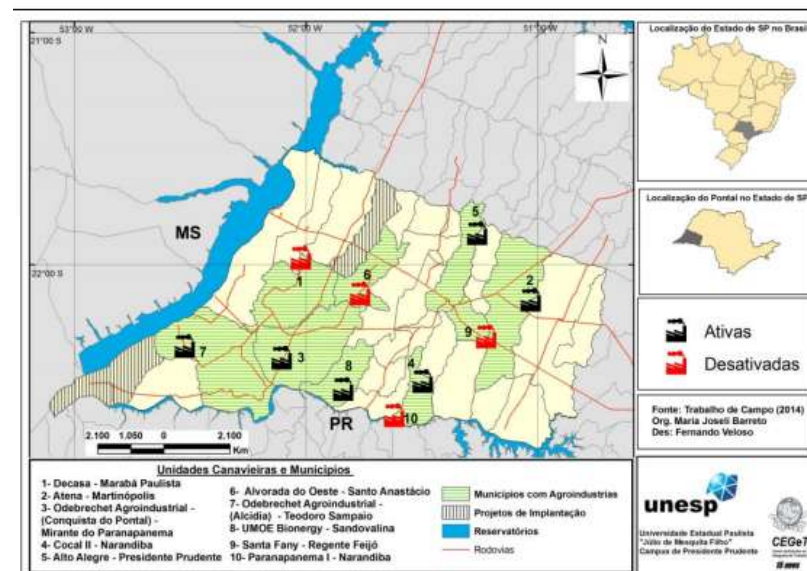 53°00 W
52°00 W
51°00 W
21°00 S
22°00 S
N
MS
PR
1
2
3
4
5
6
7
8
9
10
2.100 1.050 0 2.100
Km
Localização do Estado de SP no Brasil
Localização do Pontal no Estado de SP
Ativas
Desativadas
Fonte: Trabalho de Campo (2014)
Org. Maria Joseli Barreto
Des: Fernando Veloso
Unidades Canavieiras e Municipios
1- Decasa - Marabá Paulista
2- Atena - Martinópolis
3- Odebrechet Agroindustrial -
(Conquista do Pontal) -
Mirante do Paranapanema
4- Cocal II - Narandiba
5- Alto Alegre - Presidente Prudente
6- Alvorada do Oeste - Santo Anastácio
7- Odebrechet Agroindustrial -
(Alcídia) - Teodoro Sampaio
8- UMOE Bionergy - Sandovalina
9- Santa Fany - Regente Feijó
10- Paranapanema I - Narandiba
Municípios com Agroindustrias
Projetos de Implantação
Reservatórios
Rodovias
unesp
Universidade Estadual Paulista
"Júlio de Mesquita Filho"
Campus de Presidente Prudente
CEGeT
15 anos